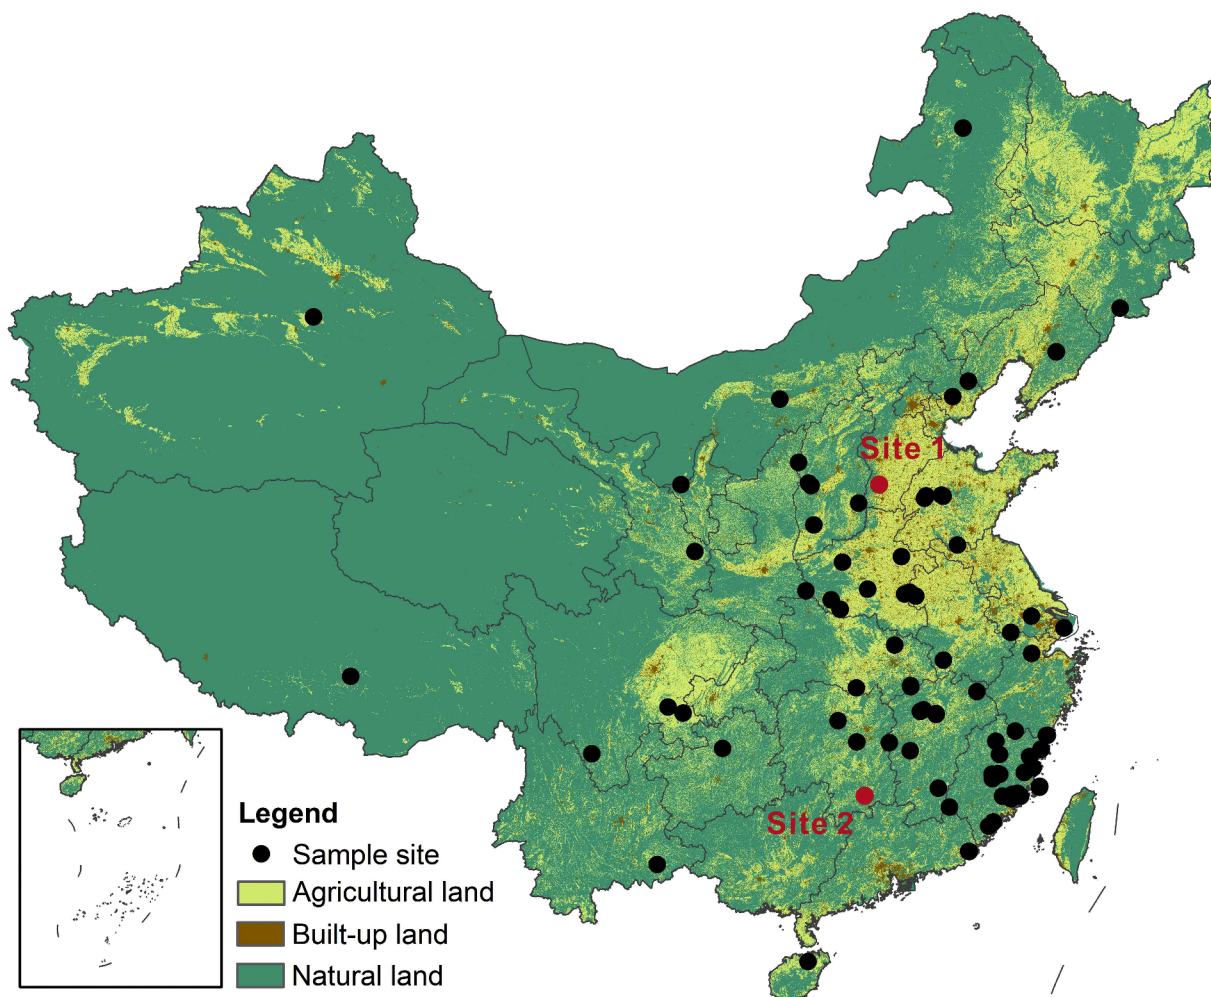 Site 1
Site 2
Legend
Sample site
Agricultural land
Built-up land
Natural land